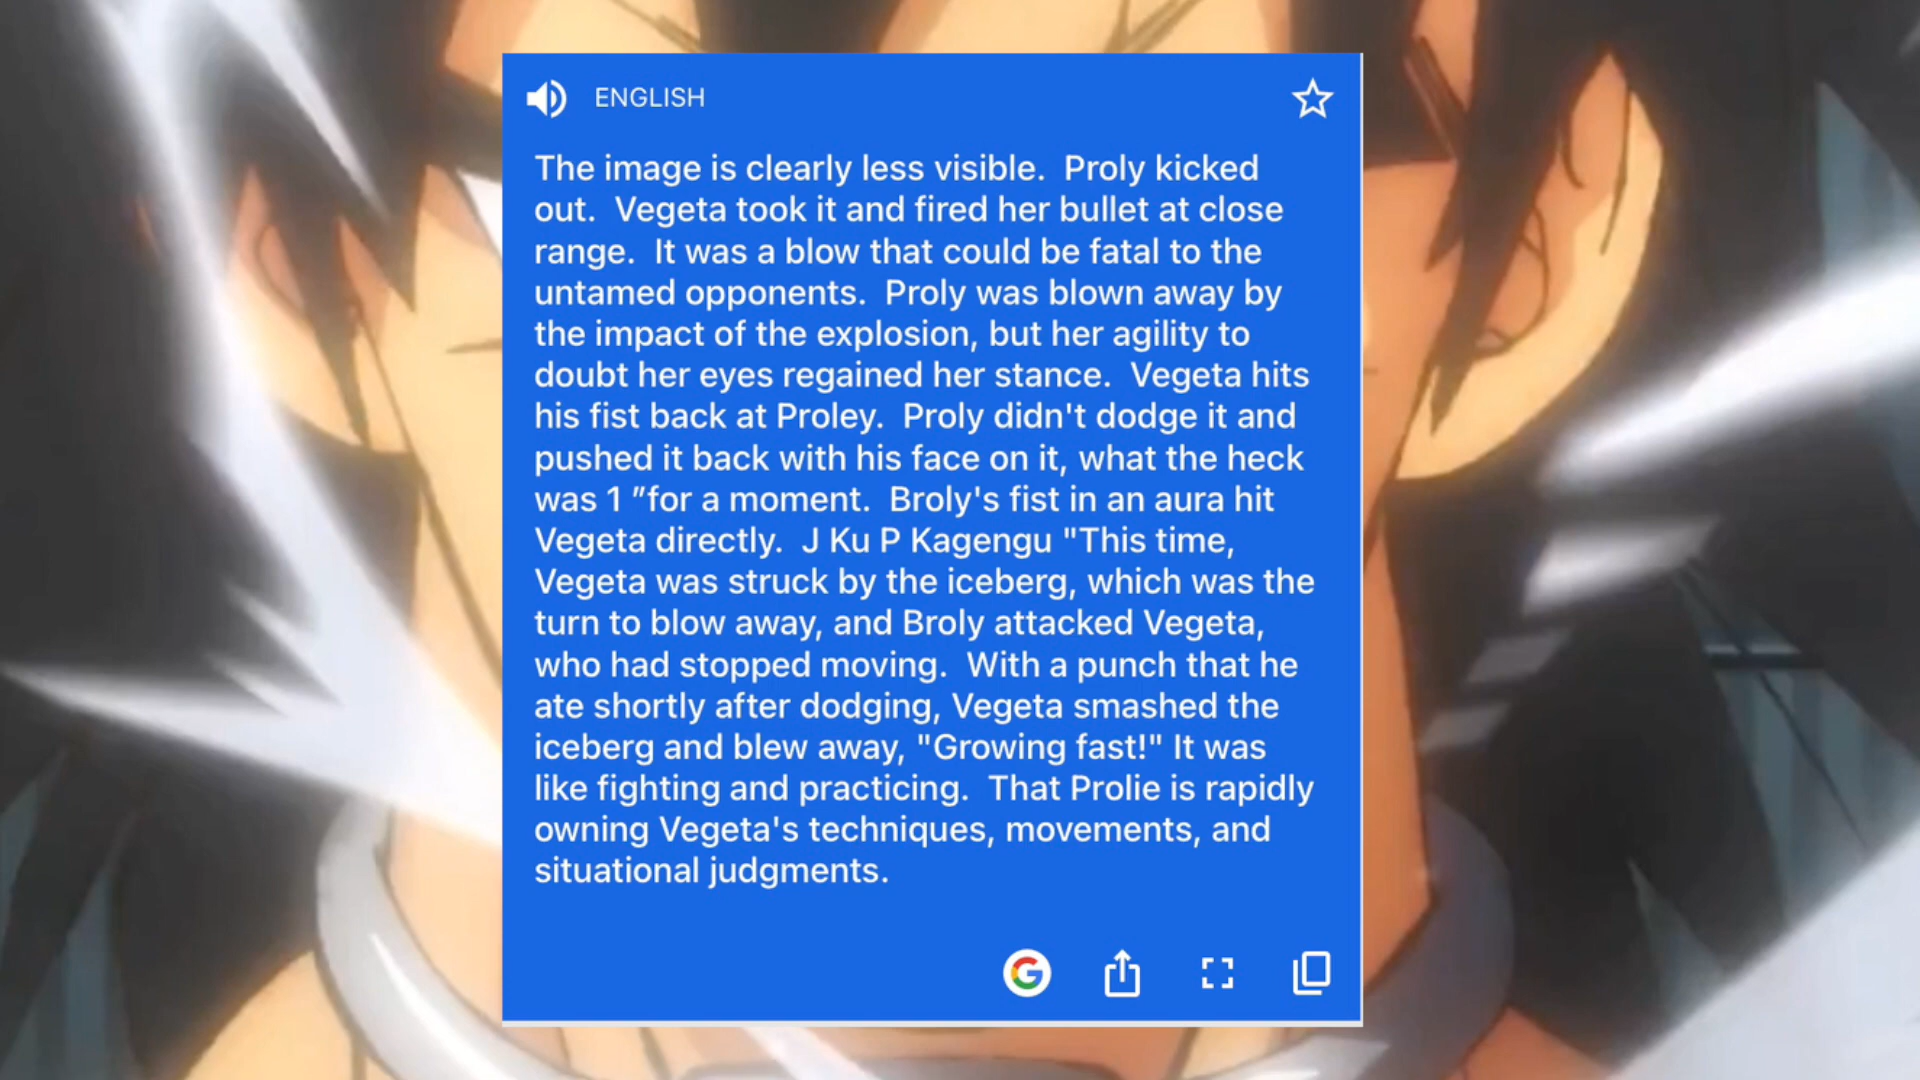 ENGLISH
The image is clearly less visible.  Proly kicked
out.  Vegeta took it and fired her bullet at close
range.  It was a blow that could be fatal to the
untamed opponents.  Proly was blown away by
the impact of the explosion, but her agility to
doubt her eyes regained her stance.  Vegeta hits
his fist back at Proley.  Proly didn't dodge it and
pushed it back with his face on it, what the heck
was 1 ″for a moment.  Broly's fist in an aura hit
Vegeta directly.  J Ku P Kagengu "This time,
Vegeta was struck by the iceberg, which was the
turn to blow away, and Broly attacked Vegeta,
who had stopped moving.  With a punch that he
ate shortly after dodging, Vegeta smashed the
iceberg and blew away, "Growing fast!" It was
like fighting and practicing.  That Prolie is rapidly
owning Vegeta's techniques, movements, and
situational judgments.
G